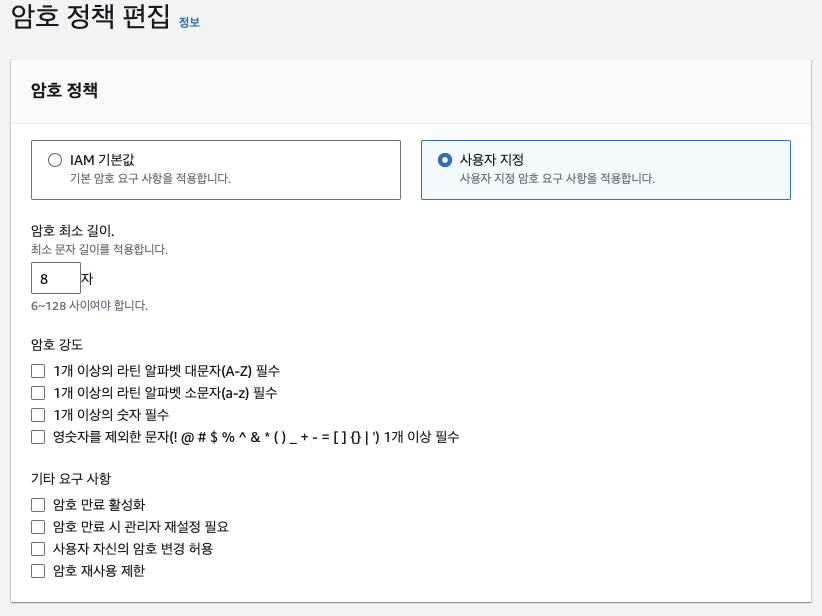 암호 정책 편집 정보
암호 정책
IAM 기본값
기본 암호 요구 사항을 적용합니다.
사용자 지정
사용자 지정 암호 요구 사항을 적용합니다.
암호 최소 길이.
최소 문자 길이를 적용합니다.
8 자
6~128 사이여야 합니다.
암호 강도
1개 이상의 라틴 알파벳 대문자(A-Z) 필수
1개 이상의 라틴 알파벳 소문자(a-z) 필수
1개 이상의 숫자 필수
영숫자를 제외한 문자(! @ # $ % ^ & * ( ) _ + - = [ ] {} | ') 1개 이상 필수
기타 요구 사항
암호 만료 활성화
암호 만료 시 관리자 재설정 필요
사용자 자신의 암호 변경 허용
암호 재사용 제한